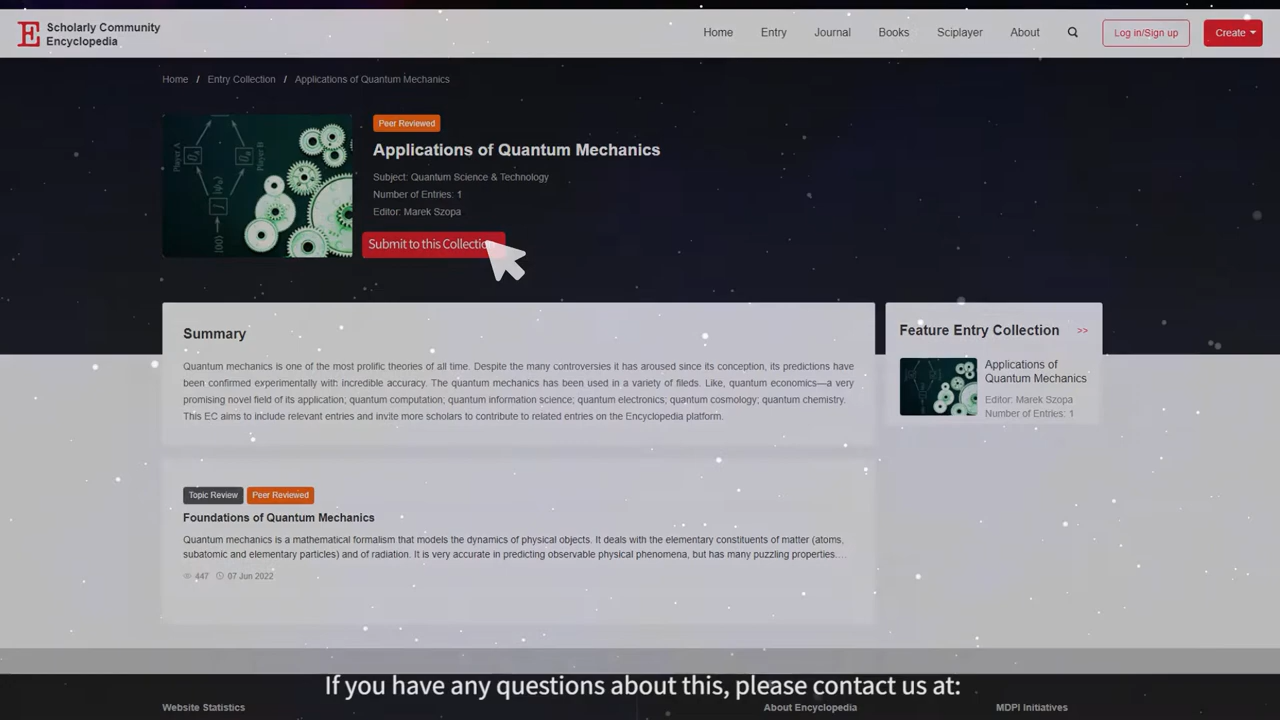 Scholarly Community
Encyclopedia
Home
Entry
Journal
Books
Sciplayer
About
Log in/Sign up
Create
Home / Entry Collection / Applications of Quantum Mechanics
Player A
Player B
Peer Reviewed
Applications of Quantum Mechanics
Subject: Quantum Science & Technology
Number of Entries: 1
Editor: Marek Szopa
Submit to this Collection
Summary
Quantum mechanics is one of the most prolific theories of all time. Despite the many controversies it has aroused since its conception, its predictions have
been confirmed experimentally with incredible accuracy. The quantum mechanics has been used in a variety of fileds. Like, quantum economics—a very
promising novel field of its application; quantum computation; quantum information science; quantum electronics; quantum cosmology; quantum chemistry.
This EC aims to include relevant entries and invite more scholars to contribute to related entries on the Encyclopedia platform.
Feature Entry Collection >>
Applications of
Quantum Mechanics
Editor: Marek Szopa
Number of Entries: 1
Topic Review
Peer Reviewed
Foundations of Quantum Mechanics
Quantum mechanics is a mathematical formalism that models the dynamics of physical objects. It deals with the elementary constituents of matter (atoms,
subatomic and elementary particles) and of radiation. It is very accurate in predicting observable physical phenomena, but has many puzzling properties....
447 07 Jun 2022
If you have any questions about this, please contact us at:
Website Statistics
About Encyclopedia
MDPI Initiatives